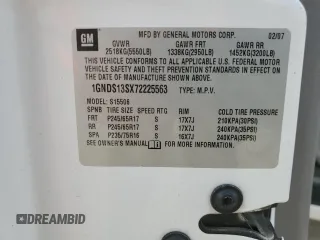 GM
MFD BY GENERAL MOTORS CORP. 02/07
GVWR GAWR FRT GAWR RR
2518KG(5550LB) 1338KG(2950LB) 1452KG(3200LB)
THIS VEHICLE CONFORMS TO ALL APPLICABLE U.S. FEDERAL MOTOR
VEHICLE SAFETY AND THEFT PREVENTION STANDARDS IN EFFECT ON
THE DATE OF MANUFACTURE SHOWN ABOVE.
1GNDS13SX72225563 TYPE: M.P.V.
MODEL: S15506
SPNB TIRE SIZE SPEED RTG RIM COLD TIRE PRESSURE
FRT P245/65R17 S 17X7J 240KPA(35PSI)
RR P245/65R17 S 17X7J 240KPA(35PSI)
SPA P235/75R16 S 16X7J
SEE OWNER'S MANUAL FOR MORE INFORMATION
DREAMBID